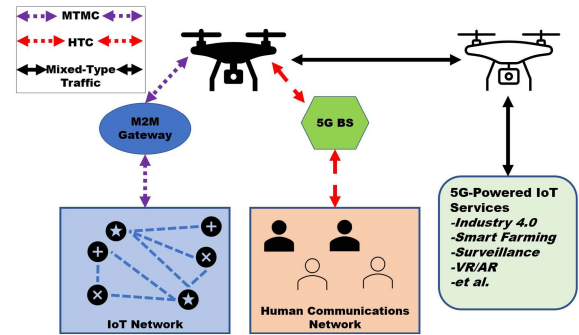 MTMC
HTC
Mixed-Type
Traffic
M2M
Gateway
5G BS
5G-Powered IoT
Services
-Industry 4.0
-Smart Farming
-Surveillance
-VR/AR
-et al.
IoT Network
Human Communications
Network